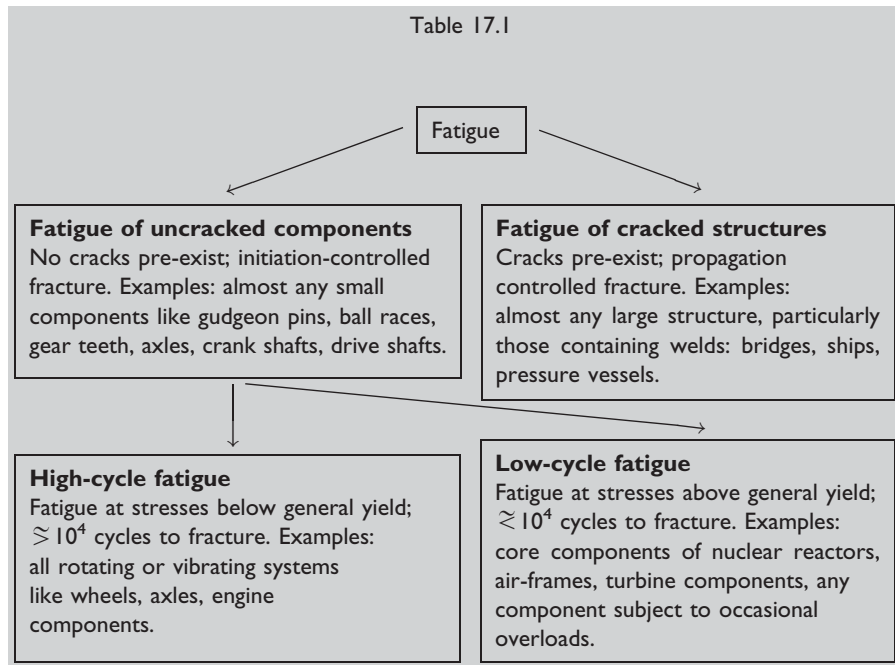 Table 17.1
Fatigue
Fatigue of uncracked components
No cracks pre-exist; initiation-controlled
fracture. Examples: almost any small
components like gudgeon pins, ball races,
gear teeth, axles, crank shafts, drive shafts.
Fatigue of cracked structures
Cracks pre-exist; propagation
controlled fracture. Examples:
almost any large structure, particularly
those containing welds: bridges, ships,
pressure vessels.
High-cycle fatigue
Fatigue at stresses below general yield;
≳ 10⁴ cycles to fracture. Examples:
all rotating or vibrating systems
like wheels, axles, engine
components.
Low-cycle fatigue
Fatigue at stresses above general yield;
≲ 10⁴ cycles to fracture. Examples:
core components of nuclear reactors,
air-frames, turbine components, any
component subject to occasional
overloads.